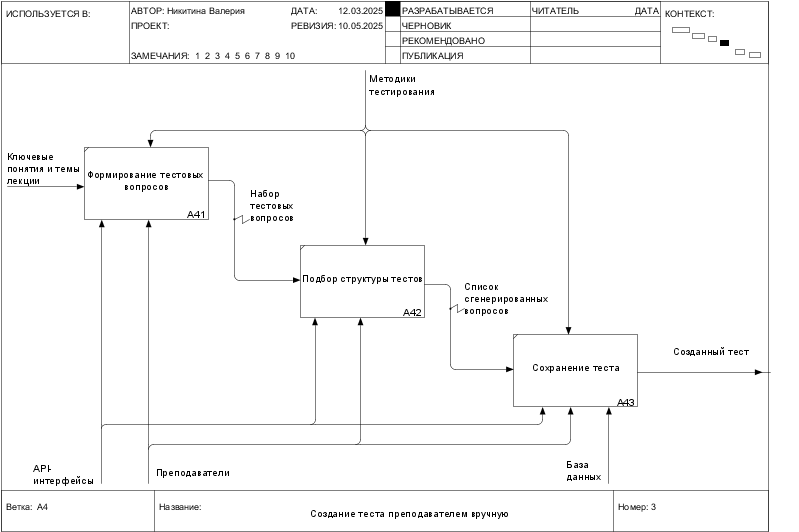 ИСПОЛЬЗУЕТСЯ В:
АВТОР: Никитина Валерия
ДАТА: 12.03.2025
РАЗРАБАТЫВАЕТСЯ
ЧИТАТЕЛЬ
ДАТА
КОНТЕКСТ:
ПРОЕКТ:
РЕВИЗИЯ: 10.05.2025
ЧЕРНОВИК
РЕКОМЕНДОВАНО
ЗАМЕЧАНИЯ: 1 2 3 4 5 6 7 8 9 10
ПУБЛИКАЦИЯ
Методики
тестирования
Ключевые
понятия и темы
лекции
Формирование тестовых
вопросов
A41
Набор
тестовых
вопросов
Подбор структуры тестов
A42
Список
сгенерированных
вопросов
Сохранение теста
A43
Созданный тест
API-
интерфейсы
Преподаватели
База
данных
Ветка: A4
Название:
Создание теста преподавателем вручную
Номер: 3